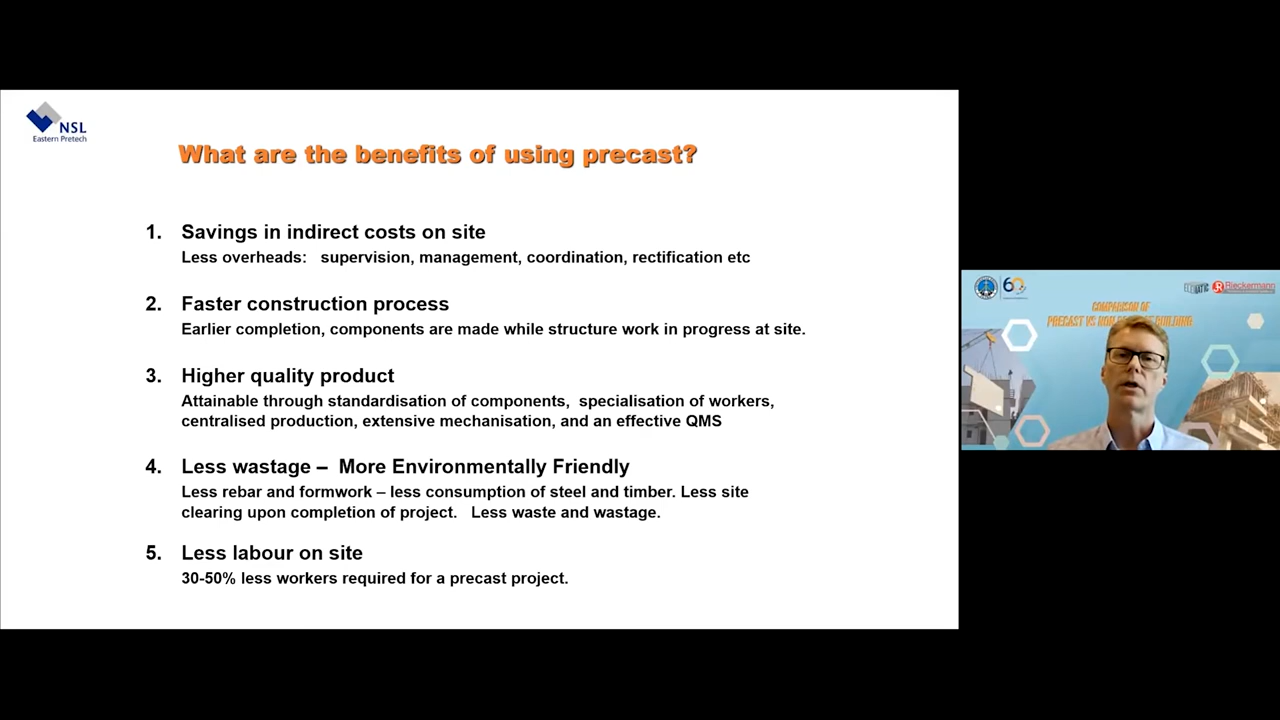 NSL
Eastern Pretech
What are the benefits of using precast?
1. Savings in indirect costs on site
Less overheads: supervision, management, coordination, rectification etc
2. Faster construction process
Earlier completion, components are made while structure work in progress at site.
3. Higher quality product
Attainable through standardisation of components, specialisation of workers,
centralised production, extensive mechanisation, and an effective QMS
4. Less wastage – More Environmentally Friendly
Less rebar and formwork – less consumption of steel and timber. Less site
clearing upon completion of project. Less waste and wastage.
5. Less labour on site
30-50% less workers required for a precast project.
60
Rieckermann
COMPARISON OF
PRECAST VS NON BUILDING